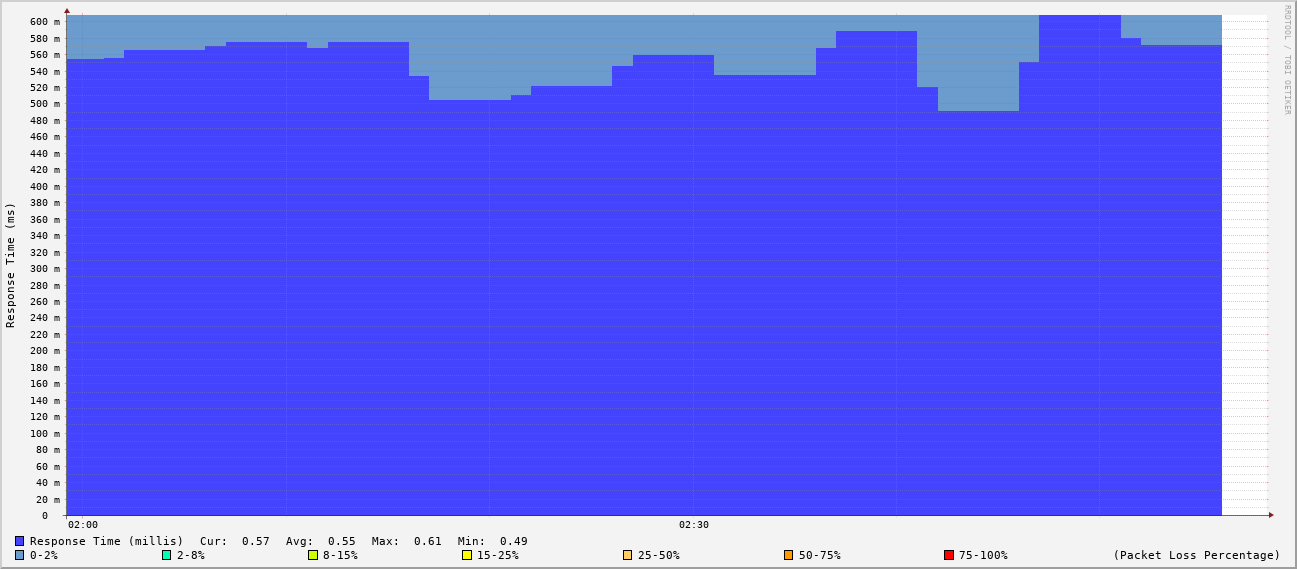 RRDTOOL / TOBI OETIKER
Response Time (ms)
600 m
580 m
560 m
540 m
520 m
500 m
480 m
460 m
440 m
420 m
400 m
380 m
360 m
340 m
320 m
300 m
280 m
260 m
240 m
220 m
200 m
180 m
160 m
140 m
120 m
100 m
80 m
60 m
40 m
20 m
0
02:00 02:30
Response Time (millis) Cur: 0.57 Avg: 0.55 Max: 0.61 Min: 0.49
0-2% 2-8% 8-15% 15-25% 25-50% 50-75% 75-100% (Packet Loss Percentage)